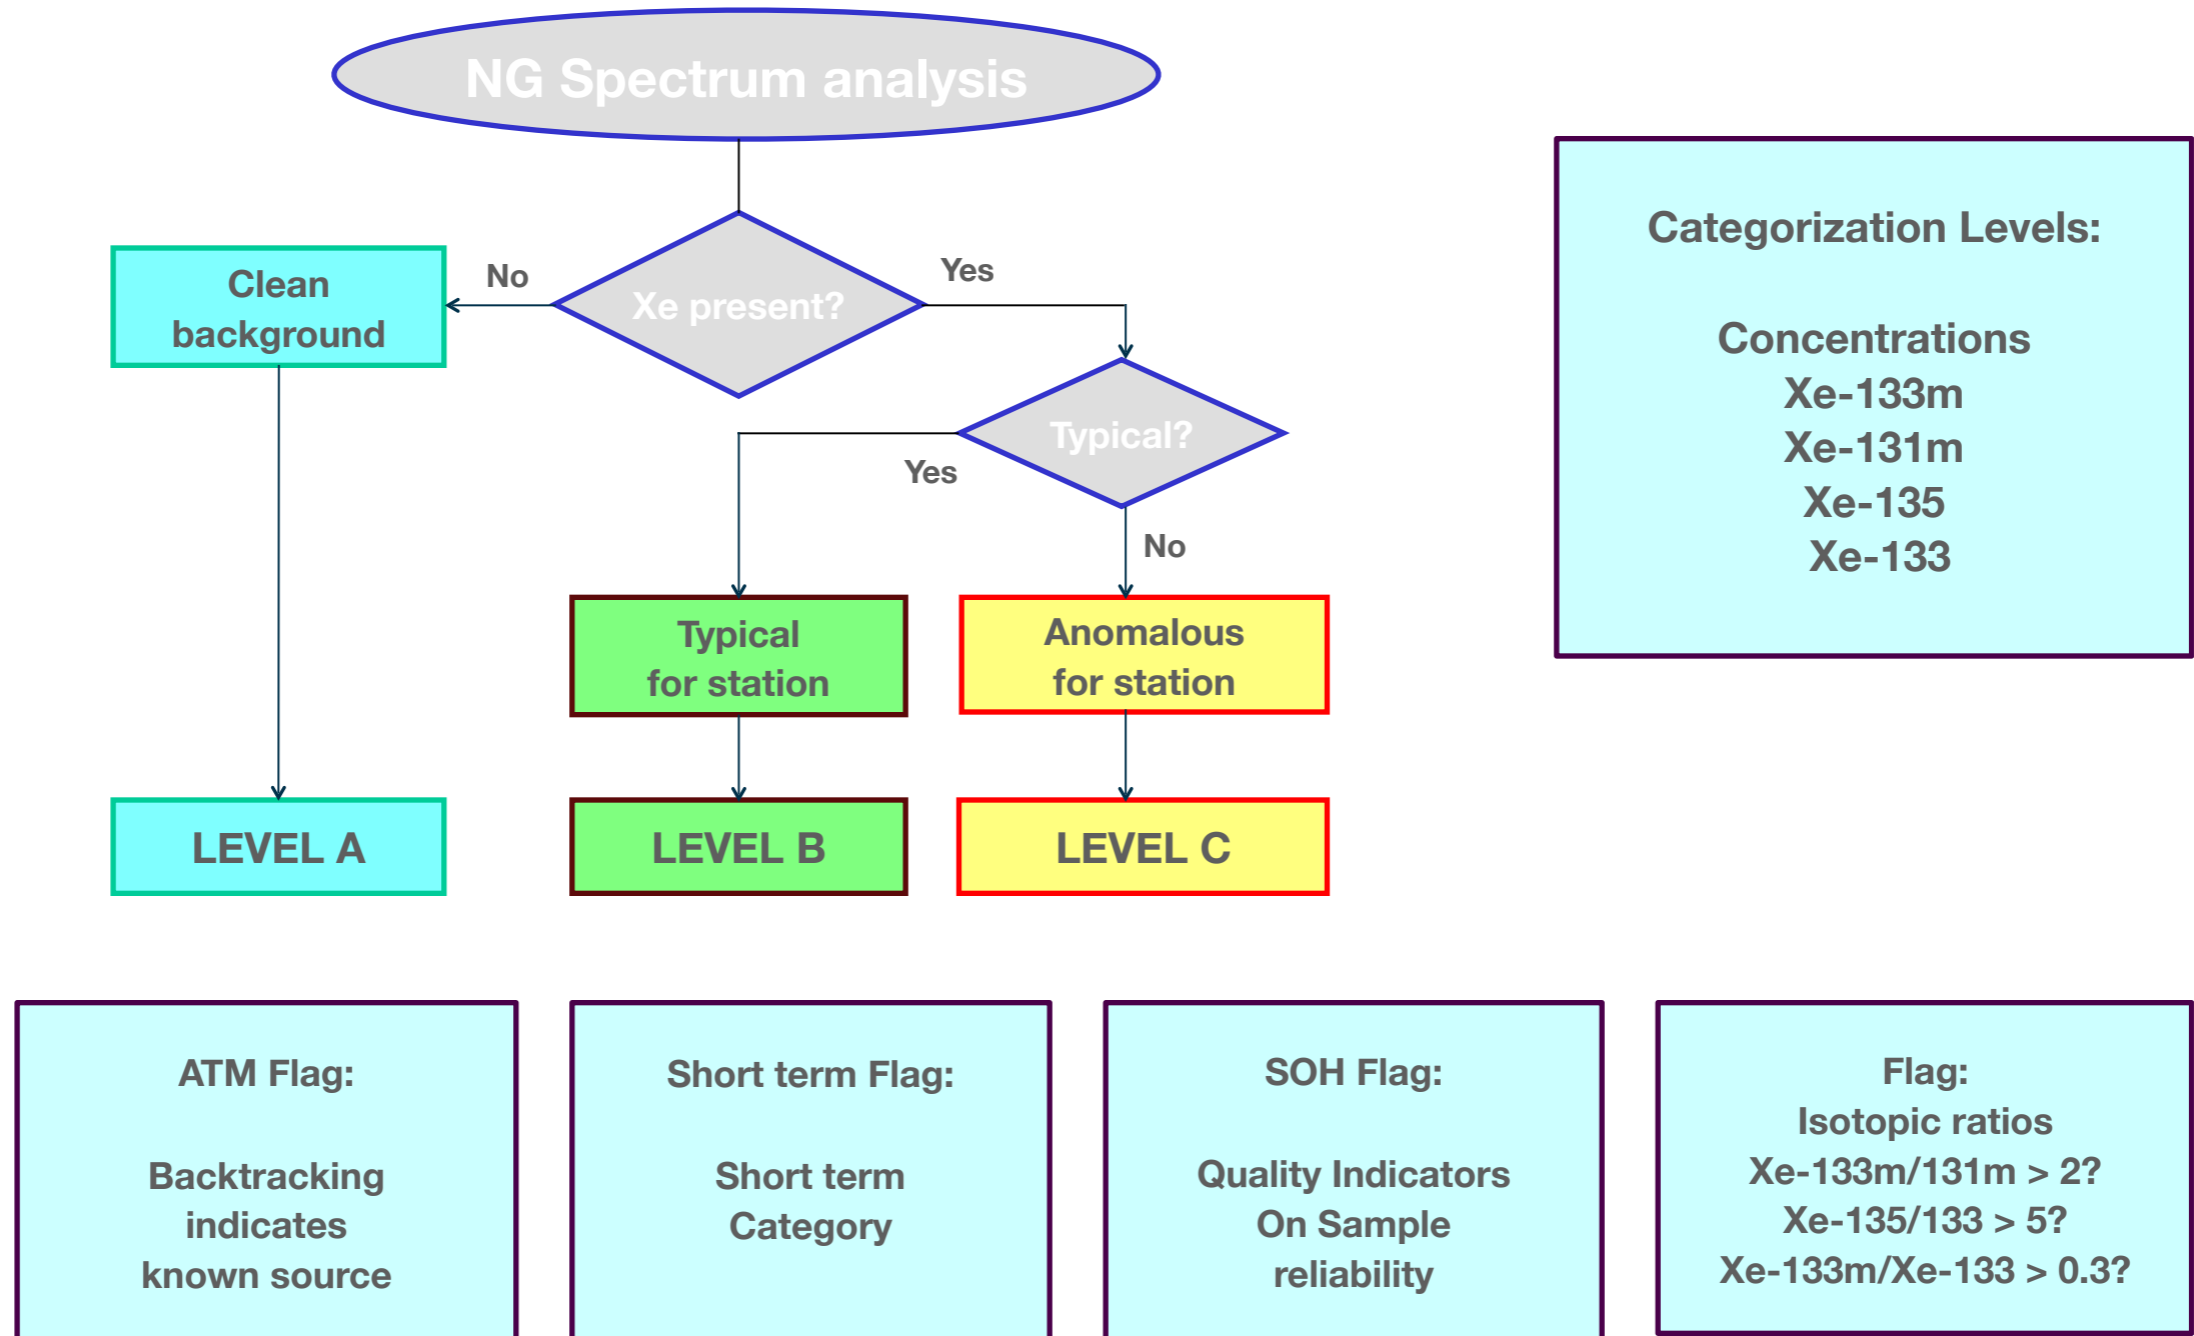 NG Spectrum analysis
Xe present?
No
Yes
Clean
background
Typical?
Yes
No
Typical
for station
Anomalous
for station
LEVEL A
LEVEL B
LEVEL C
Categorization Levels:
Concentrations
Xe-133m
Xe-131m
Xe-135
Xe-133
ATM Flag:
Backtracking
indicates
known source
Short term Flag:
Short term
Category
SOH Flag:
Quality Indicators
On Sample
reliability
Flag:
Isotopic ratios
Xe-133m/131m > 2?
Xe-135/133 > 5?
Xe-133m/Xe-133 > 0.3?